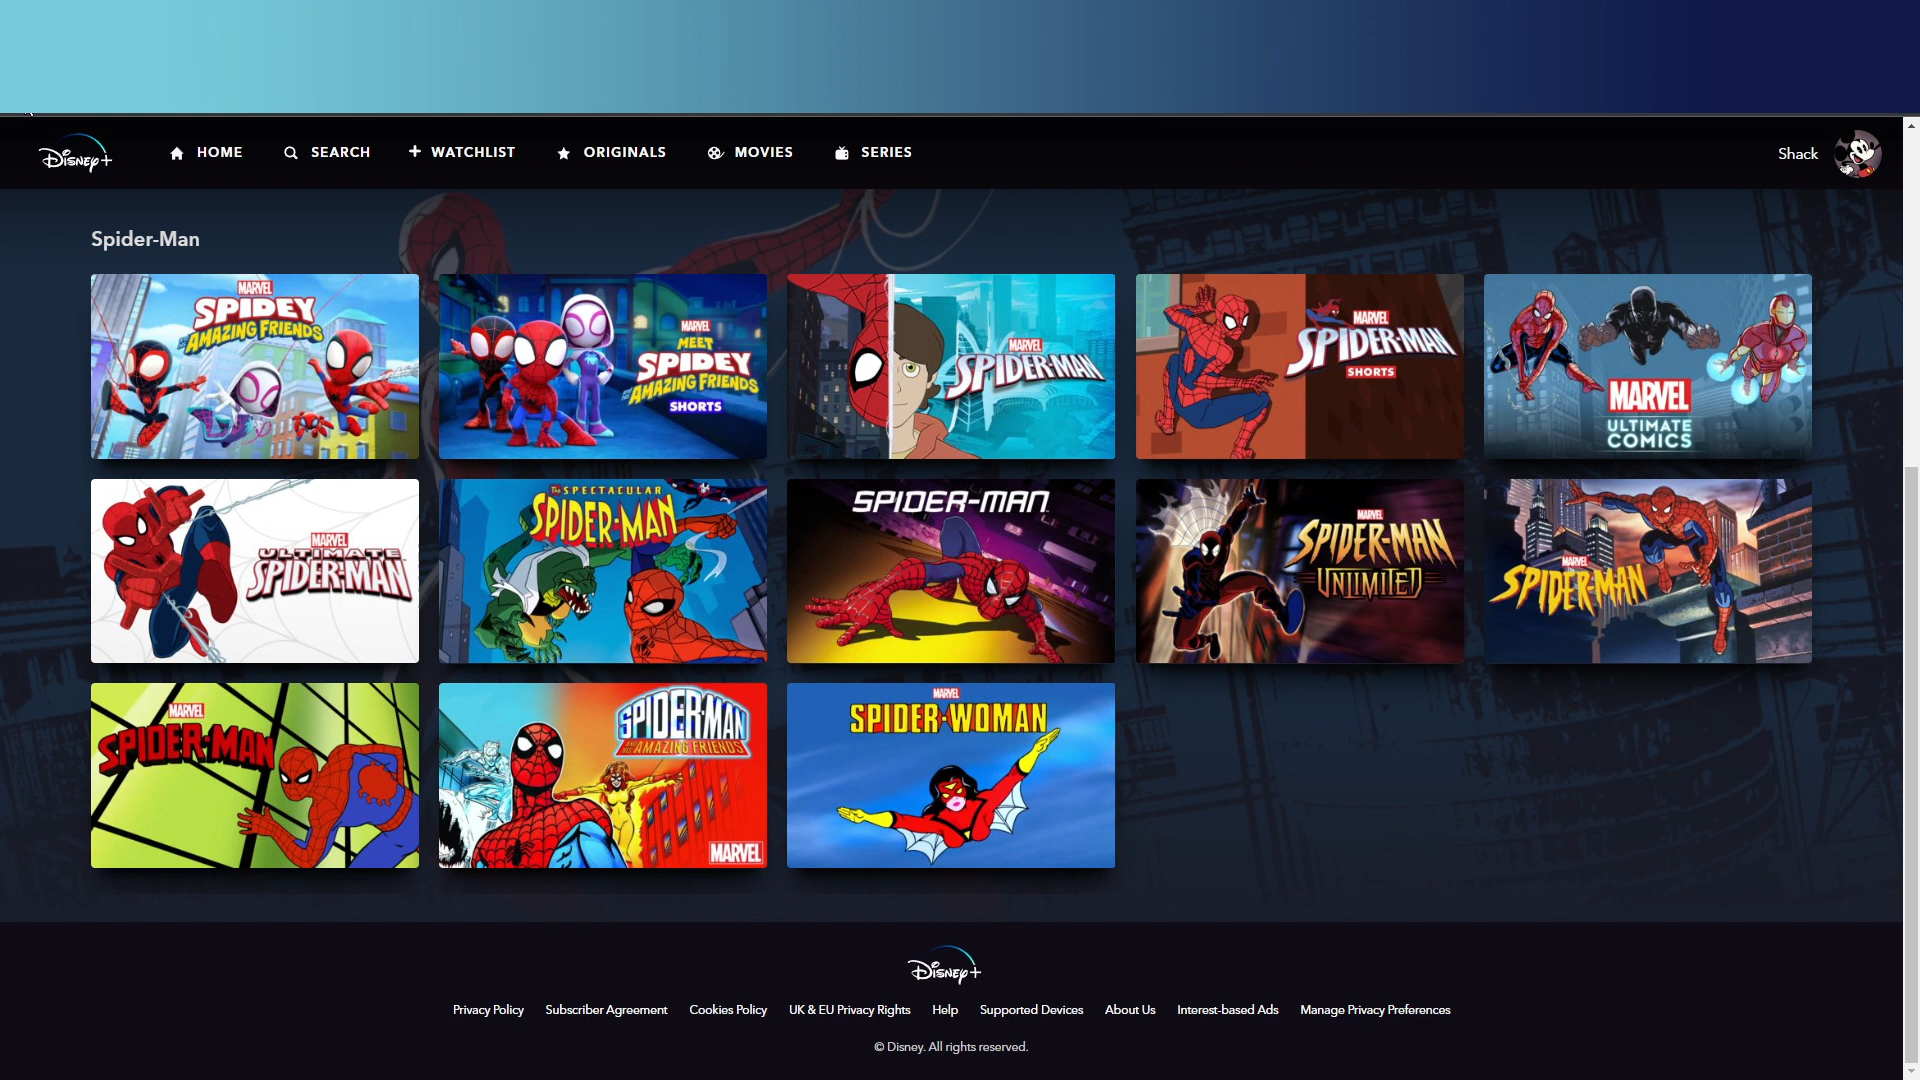 Disney+
HOME
SEARCH
WATCHLIST
ORIGINALS
MOVIES
SERIES
Shack
Spider-Man
MARVEL
SPIDEY
AND HIS AMAZING FRIENDS
MARVEL
MEET
SPIDEY
AND HIS AMAZING FRIENDS
SHORTS
MARVEL
SPIDER-MAN
MARVEL
SPIDER-MAN
SHORTS
MARVEL
ULTIMATE
COMICS
MARVEL
ULTIMATE
SPIDER-MAN
The SPECTACULAR
SPIDER-MAN
SPIDER-MAN
MARVEL
SPIDER-MAN
UNLIMITED
MARVEL
SPIDER-MAN
MARVEL
SPIDER-MAN
SPIDER-MAN
AND HIS AMAZING FRIENDS
MARVEL
MARVEL
SPIDER-WOMAN
Disney+
Privacy Policy
Subscriber Agreement
Cookies Policy
UK & EU Privacy Rights
Help
Supported Devices
About Us
Interest-based Ads
Manage Privacy Preferences
© Disney. All rights reserved.